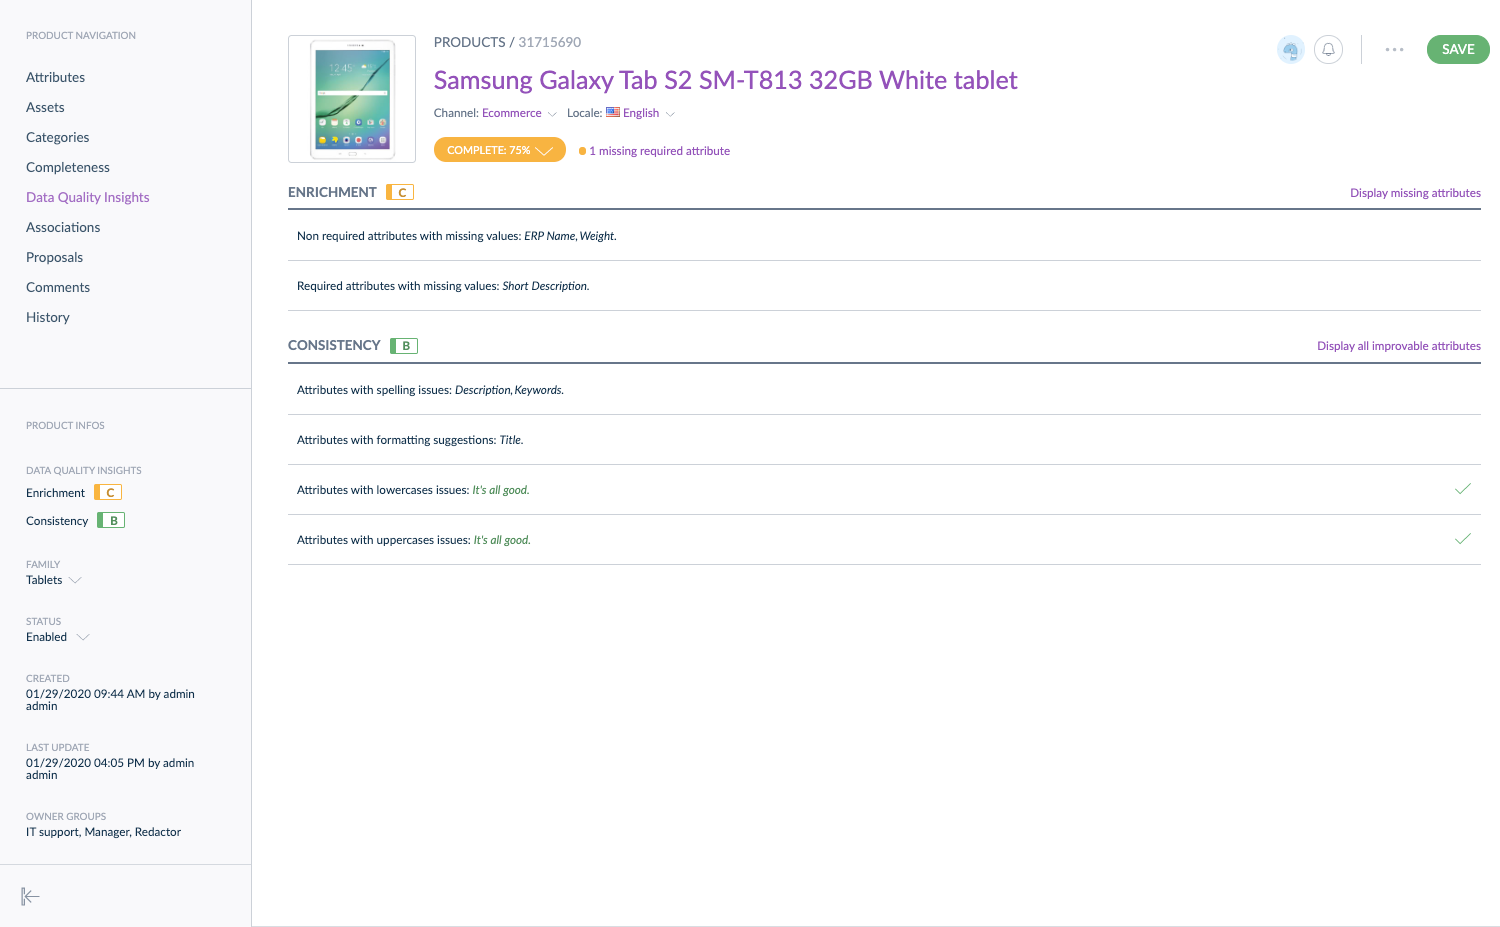 PRODUCT NAVIGATION
Attributes
Assets
Categories
Completeness
Data Quality Insights
Associations
Proposals
Comments
History
PRODUCT INFOS
DATA QUALITY INSIGHTS
Enrichment C
Consistency B
FAMILY
Tablets
STATUS
Enabled
CREATED
01/29/2020 09:44 AM by admin
admin
LAST UPDATE
01/29/2020 04:05 PM by admin
admin
OWNER GROUPS
IT support, Manager, Redactor
12:45
PRODUCTS / 31715690
SAVE
Samsung Galaxy Tab S2 SM-T813 32GB White tablet
Channel: Ecommerce Locale: English
COMPLETE: 75% 1 missing required attribute
ENRICHMENT C Display missing attributes
Non required attributes with missing values: ERP Name, Weight.
Required attributes with missing values: Short Description.
CONSISTENCY B Display all improvable attributes
Attributes with spelling issues: Description, Keywords.
Attributes with formatting suggestions: Title.
Attributes with lowercases issues: It's all good.
Attributes with uppercases issues: It's all good.